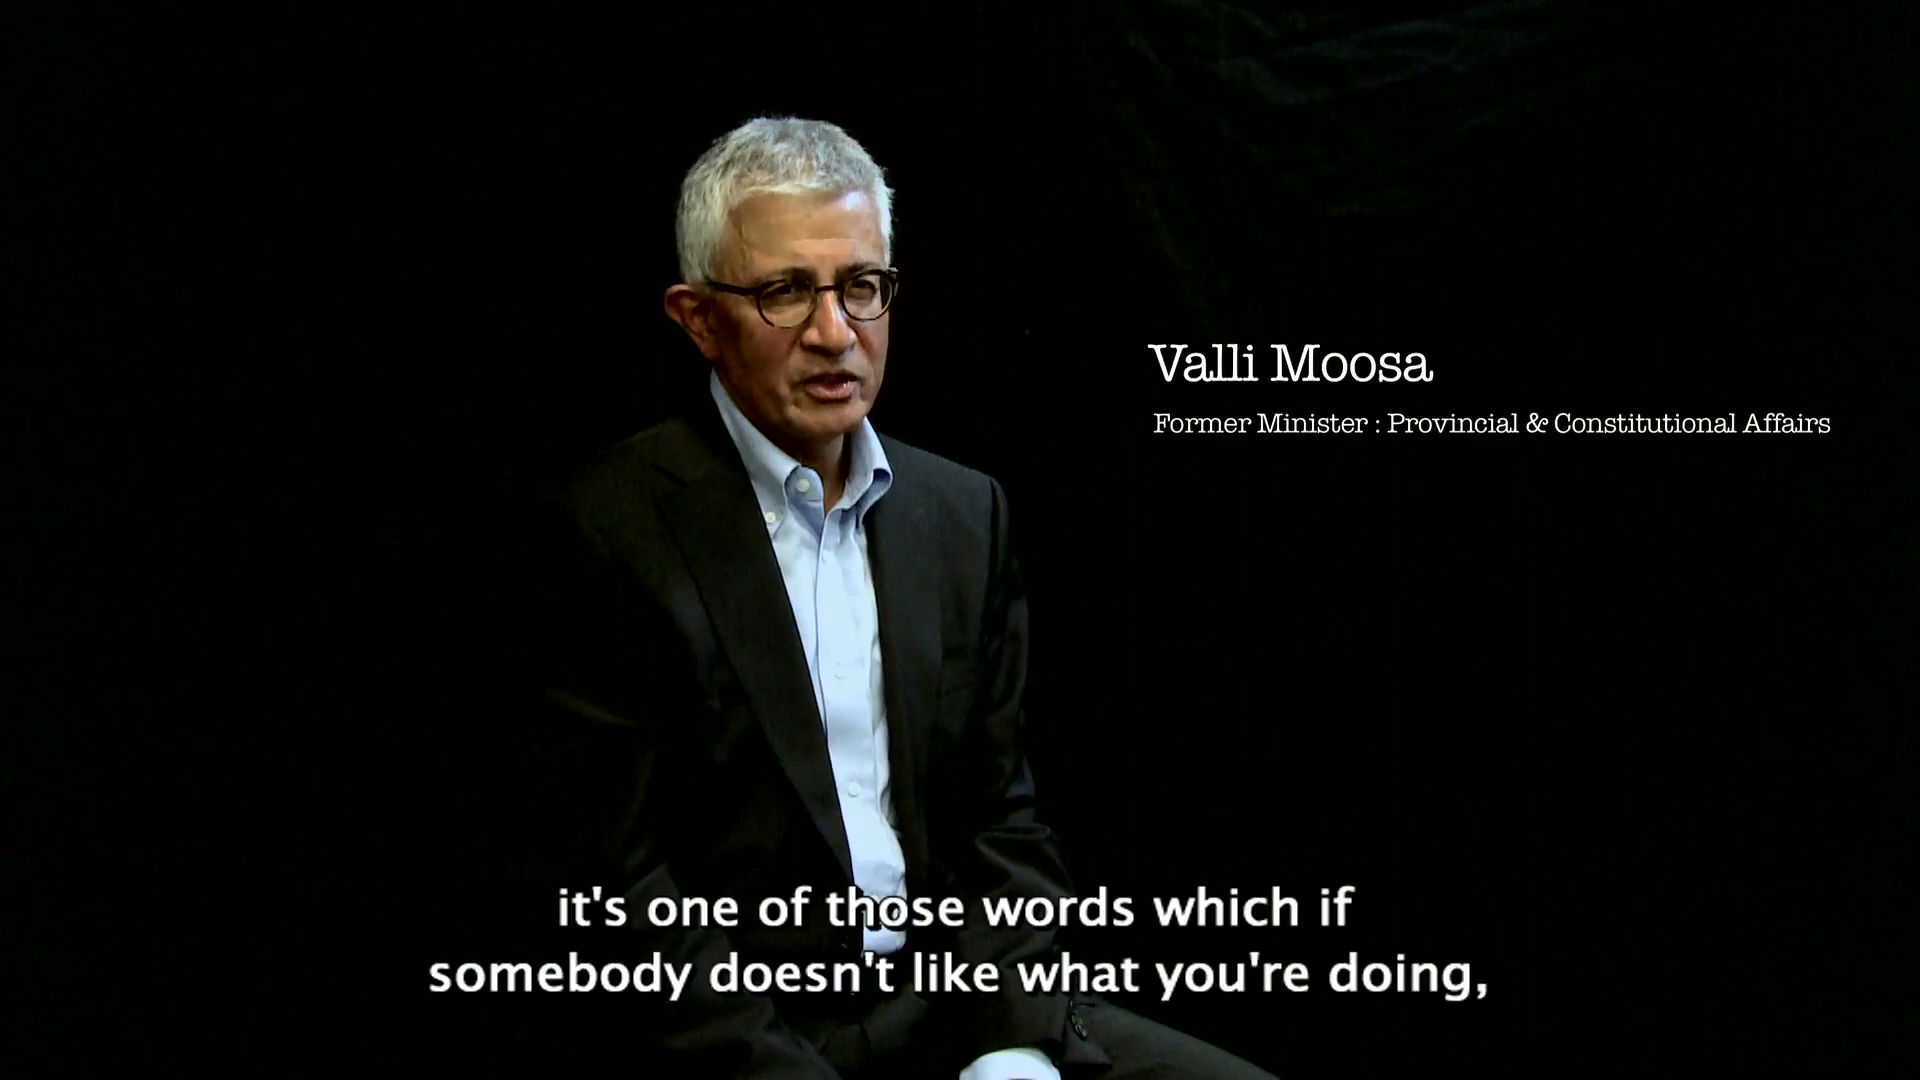 Valli Moosa
Former Minister : Provincial & Constitutional Affairs
it's one of those words which if
somebody doesn't like what you're doing,